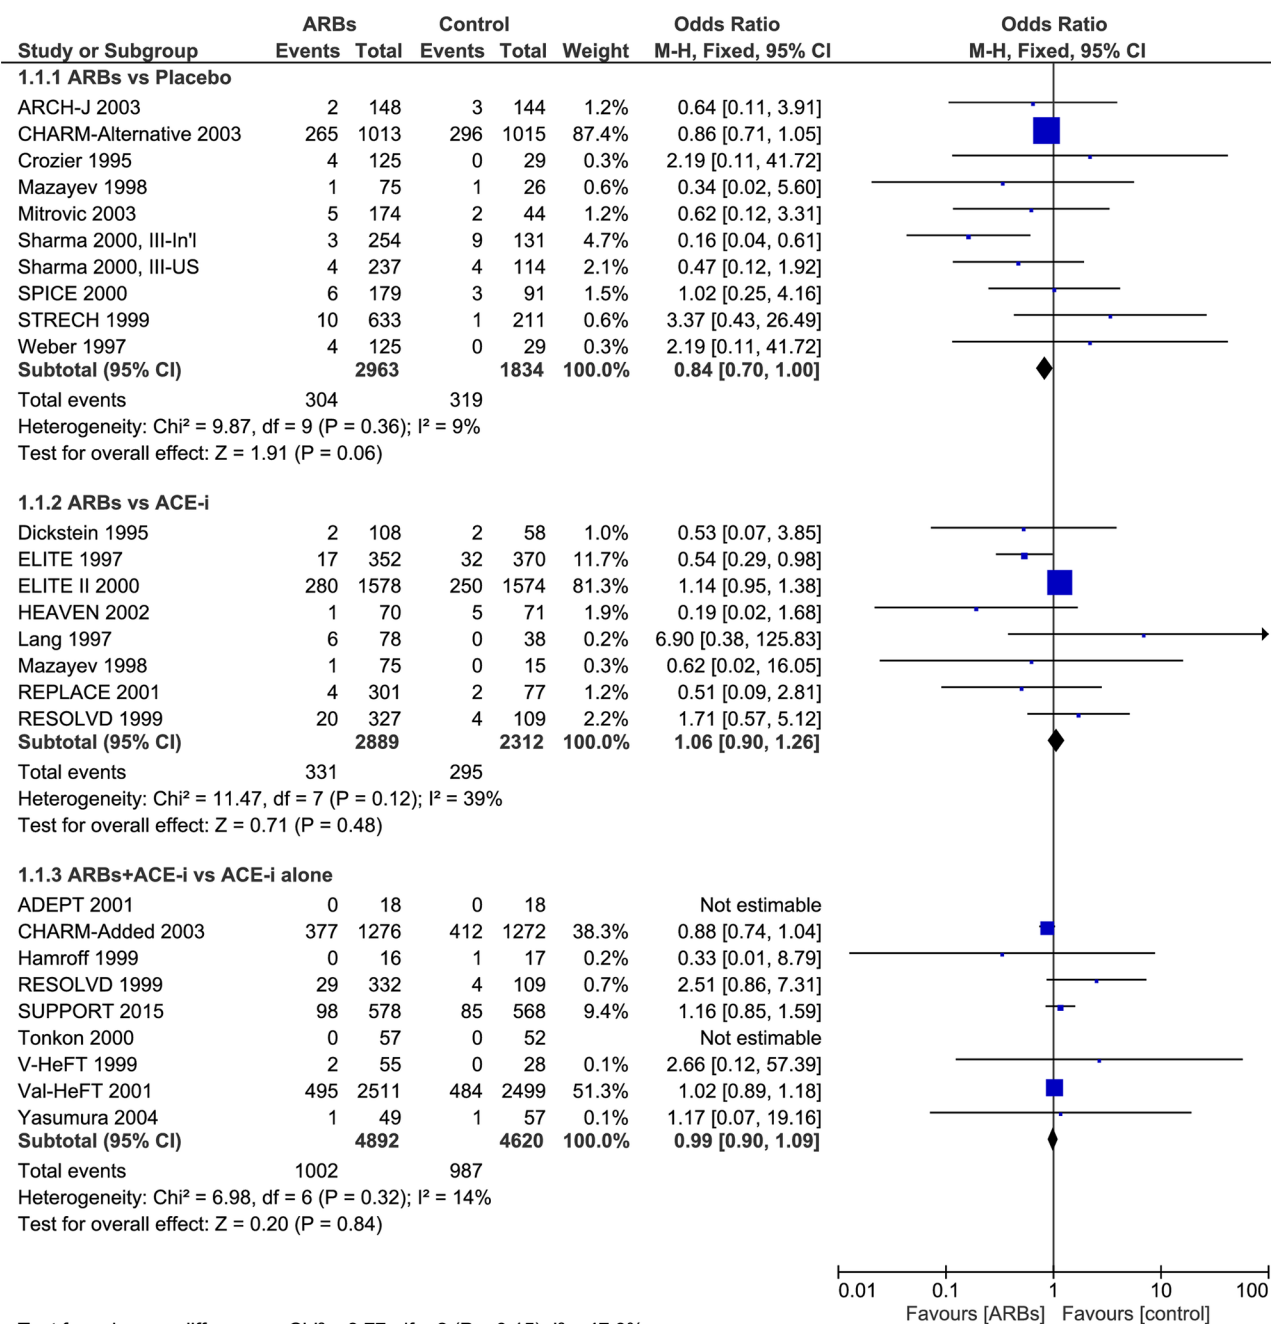 ARBs Control Odds Ratio Odds Ratio
Study or Subgroup Events Total Events Total Weight M-H, Fixed, 95% CI M-H, Fixed, 95% CI
1.1.1 ARBs vs Placebo
ARCH-J 2003 2 148 3 144 1.2% 0.64 [0.11, 3.91]
CHARM-Alternative 2003 265 1013 296 1015 87.4% 0.86 [0.71, 1.05]
Crozier 1995 4 125 0 29 0.3% 2.19 [0.11, 41.72]
Mazayev 1998 1 75 1 26 0.6% 0.34 [0.02, 5.60]
Mitrovic 2003 5 174 2 44 1.2% 0.62 [0.12, 3.31]
Sharma 2000, III-In'l 3 254 9 131 4.7% 0.16 [0.04, 0.61]
Sharma 2000, III-US 4 237 4 114 2.1% 0.47 [0.12, 1.92]
SPICE 2000 6 179 3 91 1.5% 1.02 [0.25, 4.16]
STRECH 1999 10 633 1 211 0.6% 3.37 [0.43, 26.49]
Weber 1997 4 125 0 29 0.3% 2.19 [0.11, 41.72]
Subtotal (95% CI) 2963 1834 100.0% 0.84 [0.70, 1.00]
Total events 304 319
Heterogeneity: Chi² = 9.87, df = 9 (P = 0.36); I² = 9%
Test for overall effect: Z = 1.91 (P = 0.06)
1.1.2 ARBs vs ACE-i
Dickstein 1995 2 108 2 58 1.0% 0.53 [0.07, 3.85]
ELITE 1997 17 352 32 370 11.7% 0.54 [0.29, 0.98]
ELITE II 2000 280 1578 250 1574 81.3% 1.14 [0.95, 1.38]
HEAVEN 2002 1 70 5 71 1.9% 0.19 [0.02, 1.68]
Lang 1997 6 78 0 38 0.2% 6.90 [0.38, 125.83]
Mazayev 1998 1 75 0 15 0.3% 0.62 [0.02, 16.05]
REPLACE 2001 4 301 2 77 1.2% 0.51 [0.09, 2.81]
RESOLVD 1999 20 327 4 109 2.2% 1.71 [0.57, 5.12]
Subtotal (95% CI) 2889 2312 100.0% 1.06 [0.90, 1.26]
Total events 331 295
Heterogeneity: Chi² = 11.47, df = 7 (P = 0.12); I² = 39%
Test for overall effect: Z = 0.71 (P = 0.48)
1.1.3 ARBs+ACE-i vs ACE-i alone
ADEPT 2001 0 18 0 18 Not estimable
CHARM-Added 2003 377 1276 412 1272 38.3% 0.88 [0.74, 1.04]
Hamroff 1999 0 16 1 17 0.2% 0.33 [0.01, 8.79]
RESOLVD 1999 29 332 4 109 0.7% 2.51 [0.86, 7.31]
SUPPORT 2015 98 578 85 568 9.4% 1.16 [0.85, 1.59]
Tonkon 2000 0 57 0 52 Not estimable
V-HeFT 1999 2 55 0 28 0.1% 2.66 [0.12, 57.39]
Val-HeFT 2001 495 2511 484 2499 51.3% 1.02 [0.89, 1.18]
Yasumura 2004 1 49 1 57 0.1% 1.17 [0.07, 19.16]
Subtotal (95% CI) 4892 4620 100.0% 0.99 [0.90, 1.09]
Total events 1002 987
Heterogeneity: Chi² = 6.98, df = 6 (P = 0.32); I² = 14%
Test for overall effect: Z = 0.20 (P = 0.84)
0.01 0.1 1 10 100
Favours [ARBs] Favours [control]